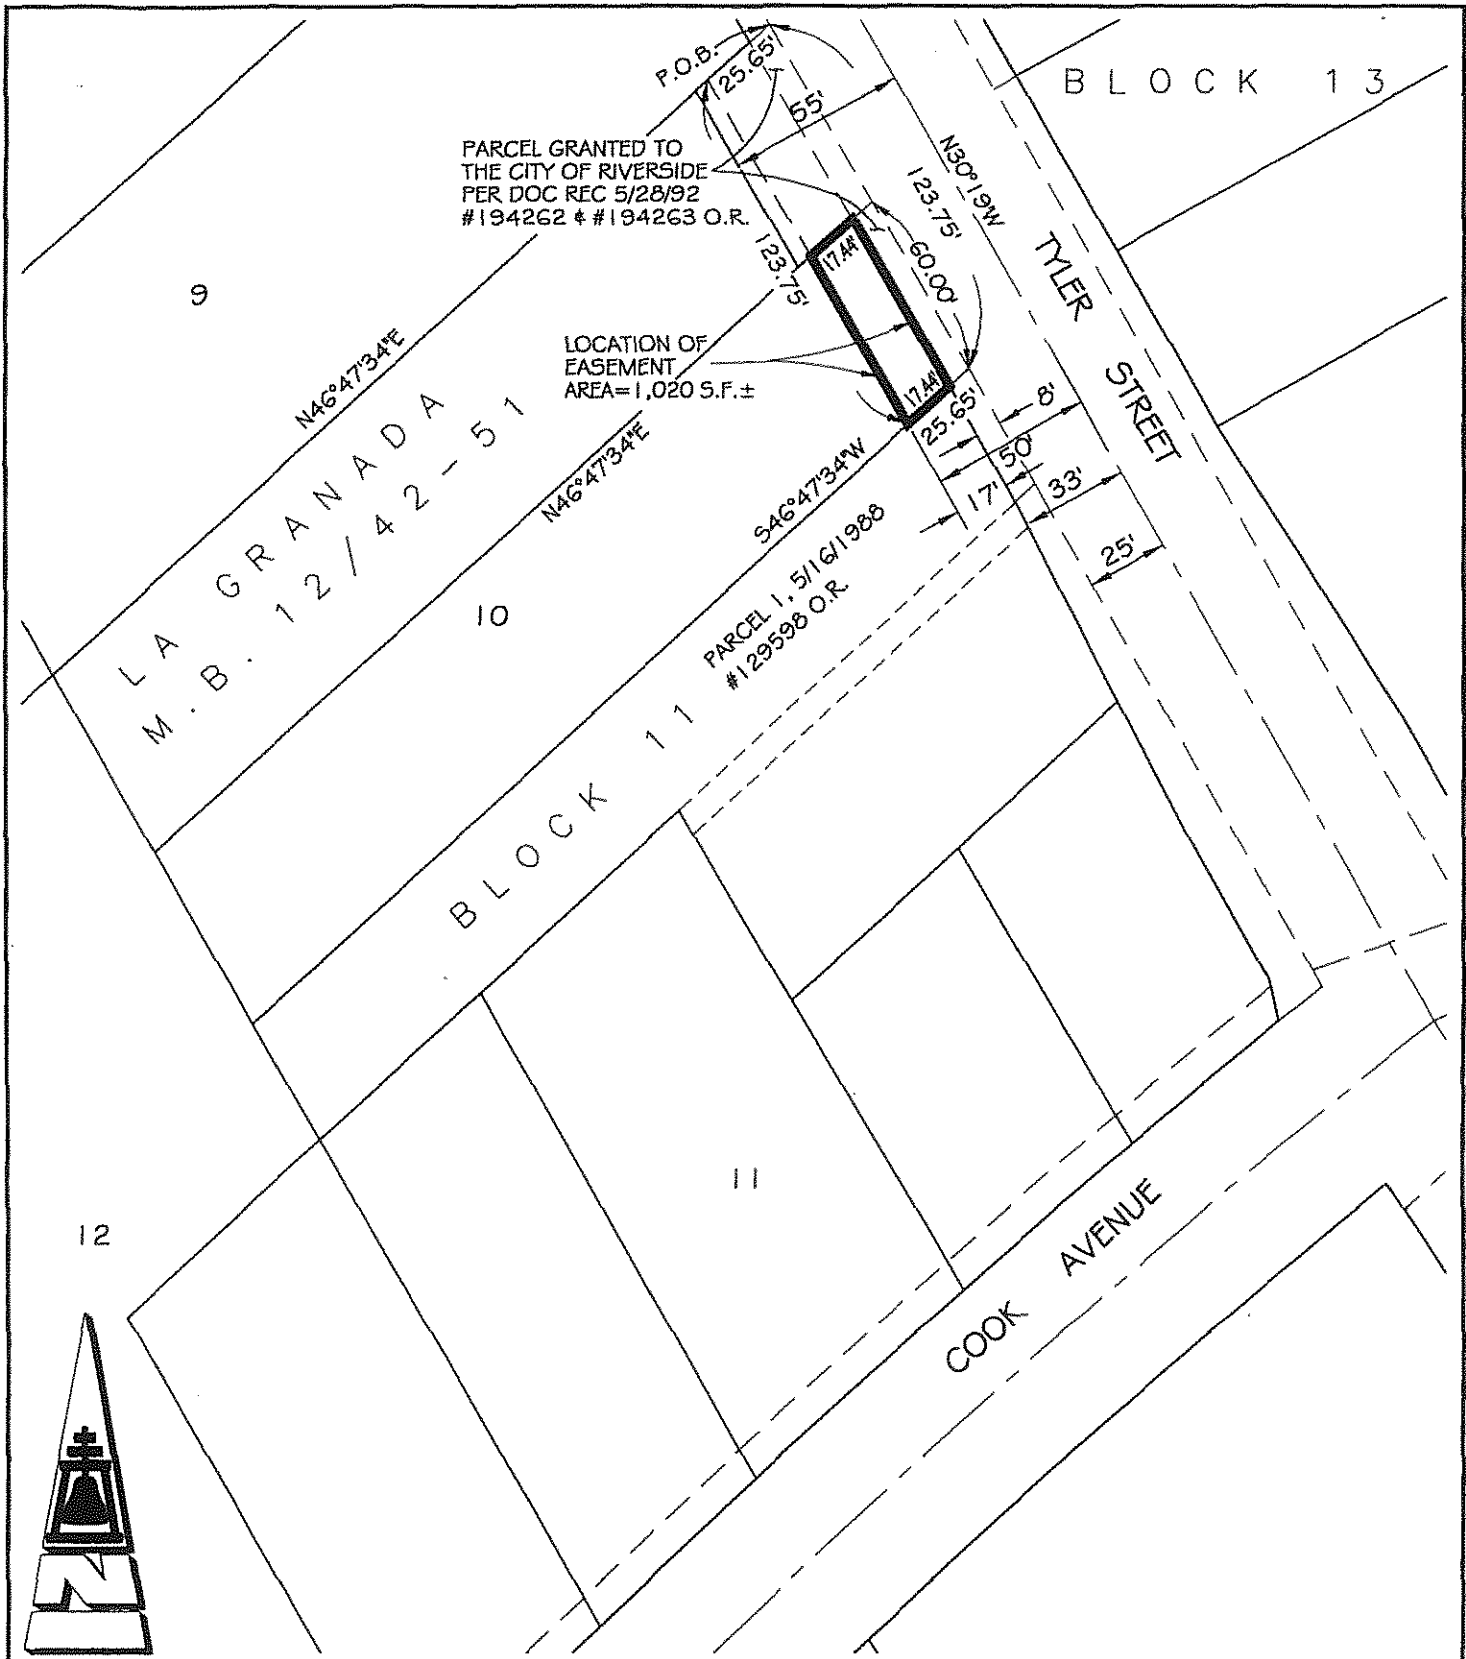 BLOCK 13
P.O.B.
25.65'
55'
PARCEL GRANTED TO
THE CITY OF RIVERSIDE
PER DOC REC 5/28/92
#194262 & #194263 O.R.
N30°19'W
123.75'
123.75'
17.44'
60.00'
TYLER STREET
9
LOCATION OF
EASEMENT
AREA=1,020 S.F.±
N46°47'34"E
17.44'
25.65'
8'
50'
17'
33'
25'
LA GRANADA
M.B. 12/42-51
N46°47'34"E
S46°47'34"W
10
PARCEL 1, 5/16/1988
#129598 O.R.
BLOCK 11
11
12
COOK AVENUE
N